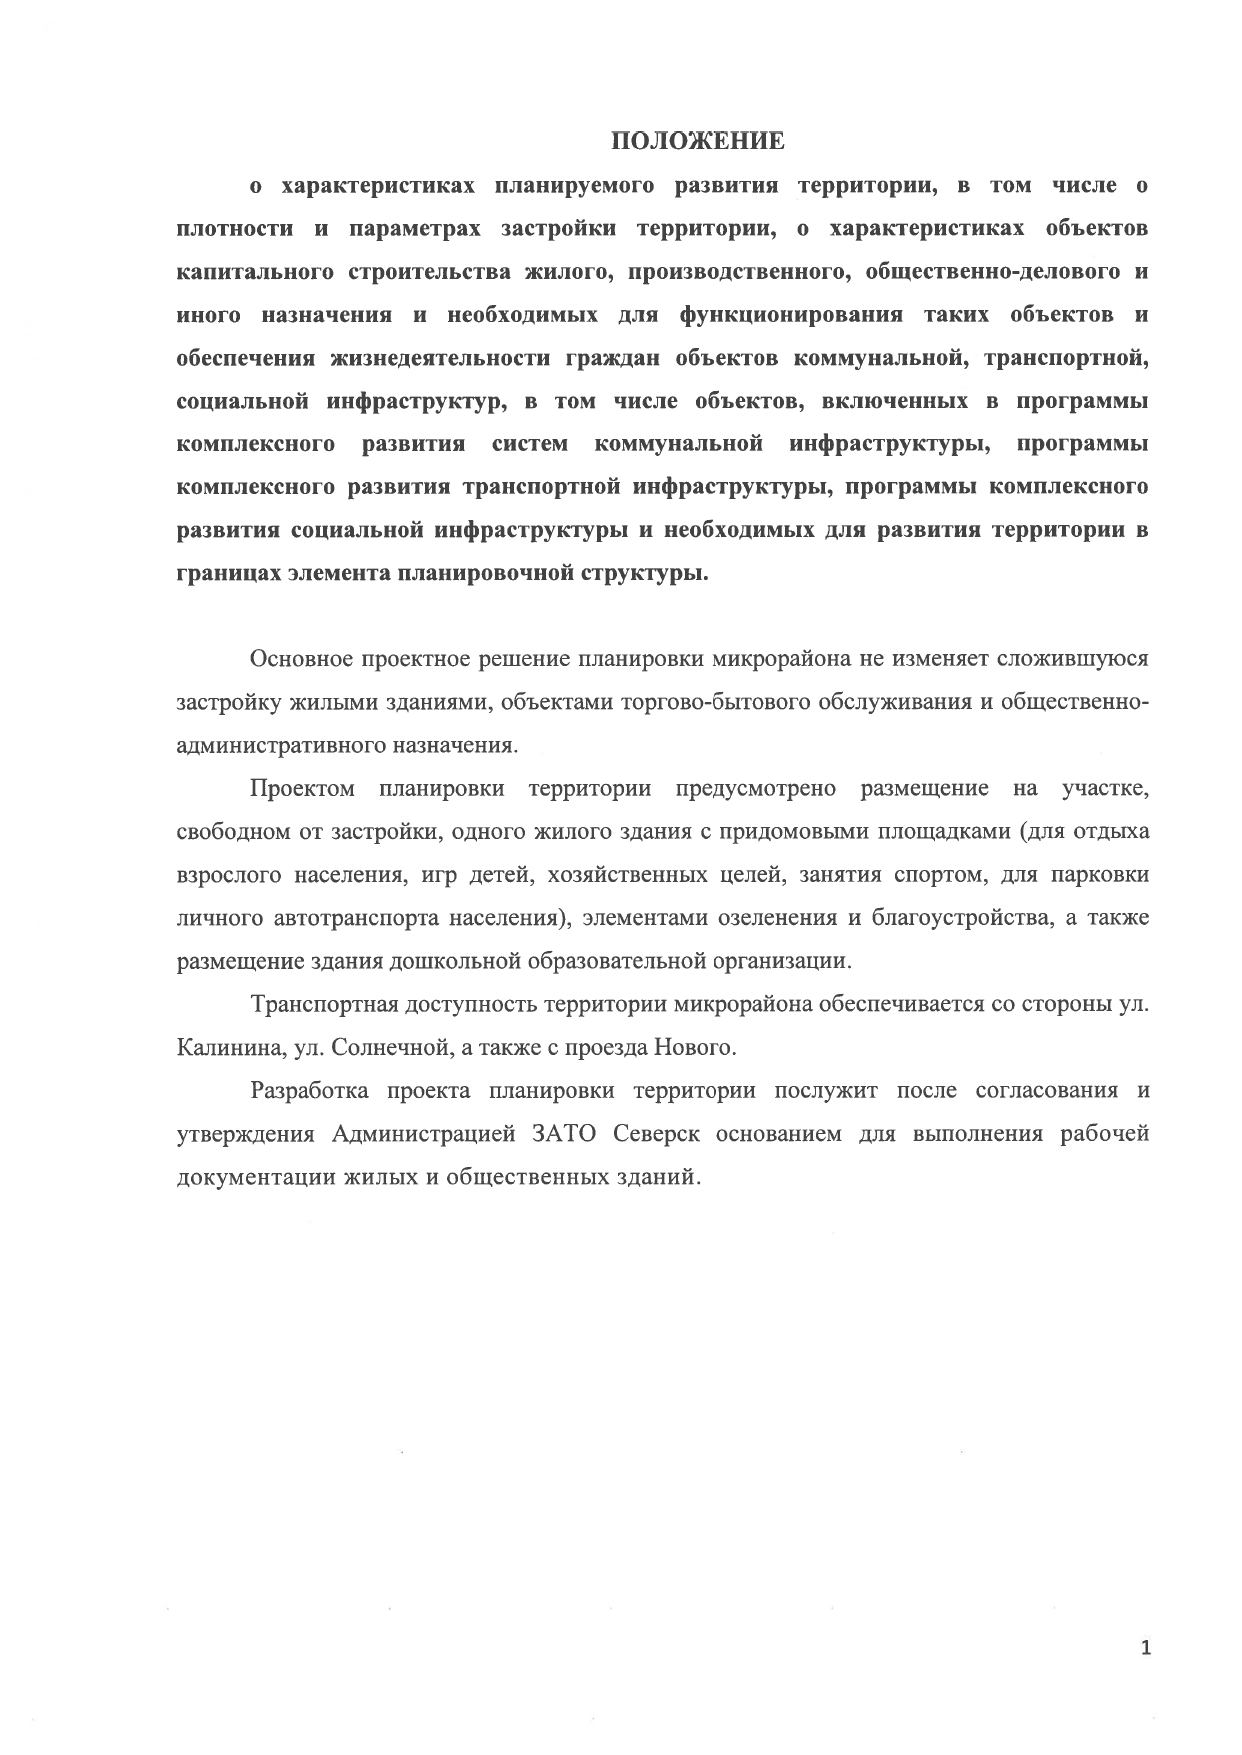 ПОЛОЖЕНИЕ
о характеристиках планируемого развития территории, в том числе о
плотности и параметрах застройки территории, о характеристиках объектов
капитального строительства жилого, производственного, общественно-делового и
иного назначения и необходимых для функционирования таких объектов и
обеспечения жизнедеятельности граждан объектов коммунальной, транспортной,
социальной инфраструктур, в том числе объектов, включенных в программы
комплексного развития систем коммунальной инфраструктуры, программы
комплексного развития транспортной инфраструктуры, программы комплексного
развития социальной инфраструктуры и необходимых для развития территории в
границах элемента планировочной структуры.
Основное проектное решение планировки микрорайона не изменяет сложившуюся
застройку жилыми зданиями, объектами торгово-бытового обслуживания и общественно-
административного назначения.
Проектом планировки территории предусмотрено размещение на участке,
свободном от застройки, одного жилого здания с придомовыми площадками (для отдыха
взрослого населения, игр детей, хозяйственных целей, занятия спортом, для парковки
личного автотранспорта населения), элементами озеленения и благоустройства, а также
размещение здания дошкольной образовательной организации.
Транспортная доступность территории микрорайона обеспечивается со стороны ул.
Калинина, ул. Солнечной, а также с проезда Нового.
Разработка проекта планировки территории послужит после согласования и
утверждения Администрацией ЗАТО Северск основанием для выполнения рабочей
документации жилых и общественных зданий.
1